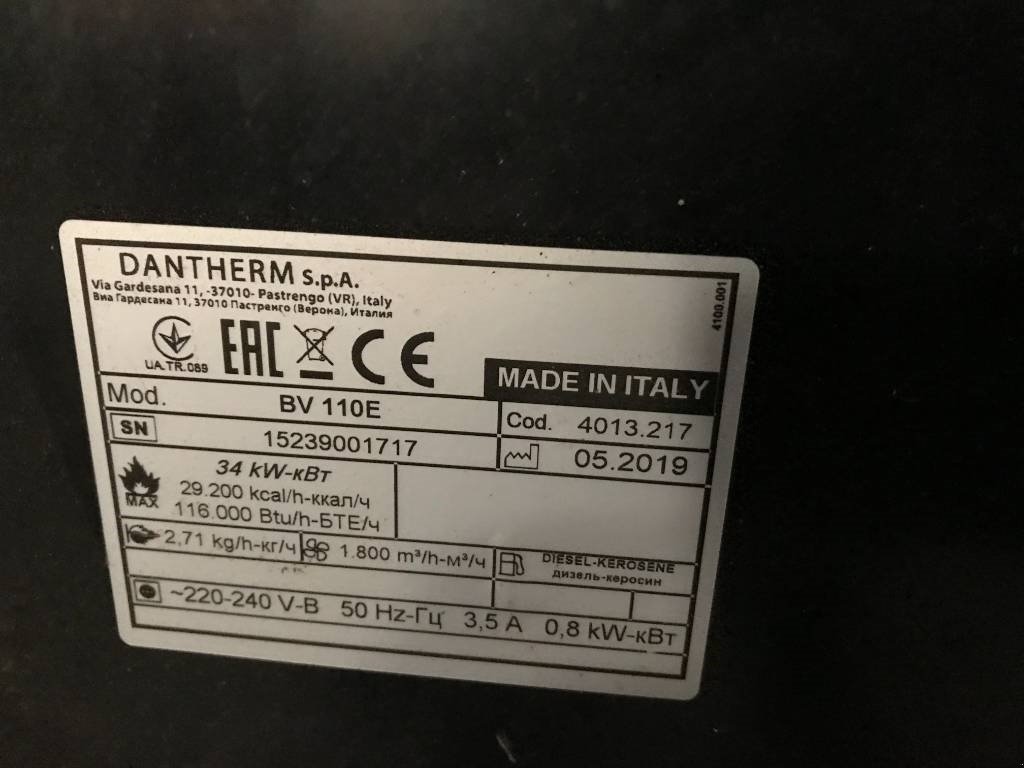 DANTHERM S.p.A.
Via Gardesana 11, -37010- Pastrengo (VR), Italy
Виа Гардесана 11, 37010 Пастренго (Верона), Италия
4100.001
UA.TR.089
EAC CE
MADE IN ITALY
Mod. BV 110E
Cod. 4013.217
SN 15239001717
05.2019
MAX
34 kW-кВт
29.200 kcal/h-ккал/ч
116.000 Btu/h-БТЕ/ч
2,71 kg/h-кг/ч
1.800 m³/h-м³/ч
DIESEL-KEROSENE
дизель-керосин
~220-240 V-В 50 Hz-Гц 3,5 A 0,8 kW-кВт